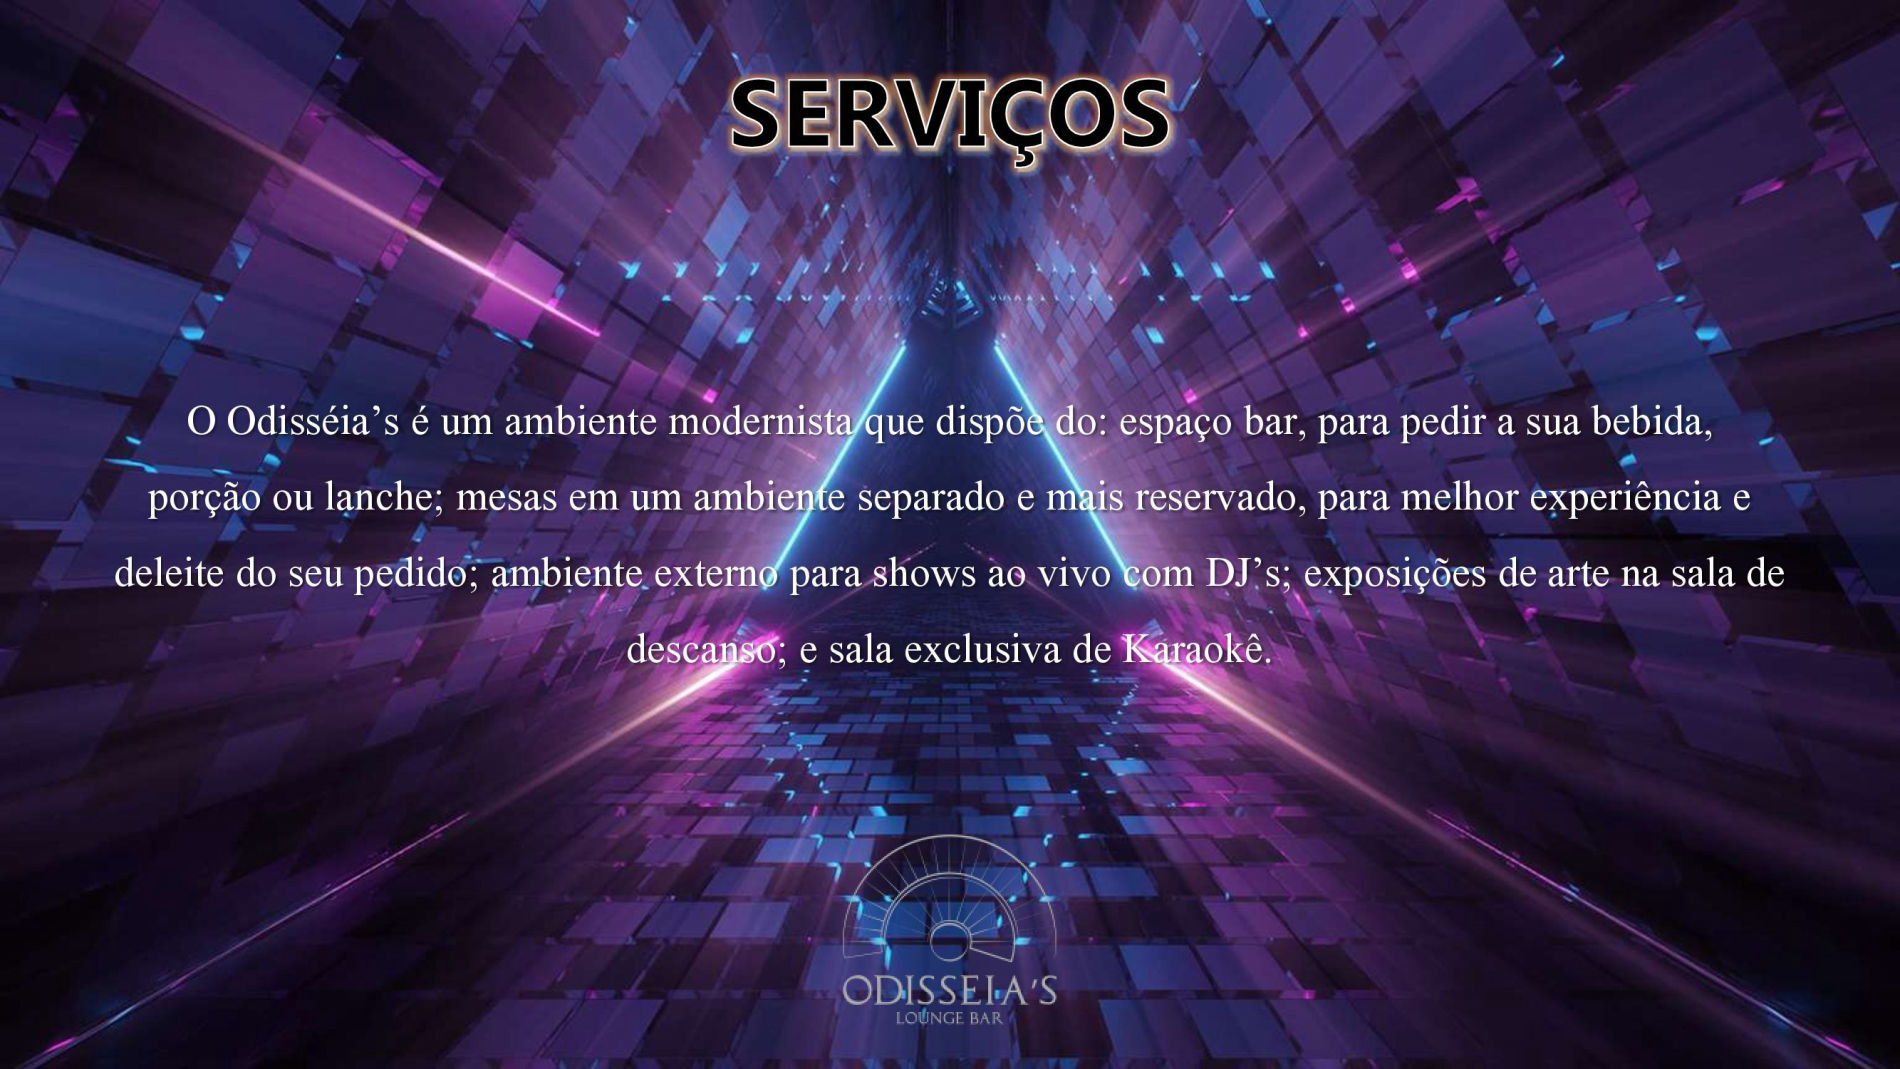 SERVIÇOS
O Odisséia’s é um ambiente modernista que dispõe do: espaço bar, para pedir a sua bebida,
porção ou lanche; mesas em um ambiente separado e mais reservado, para melhor experiência e
deleite do seu pedido; ambiente externo para shows ao vivo com DJ’s; exposições de arte na sala de
descanso; e sala exclusiva de Karaokê.
ODISSEIA’S
LOUNGE BAR